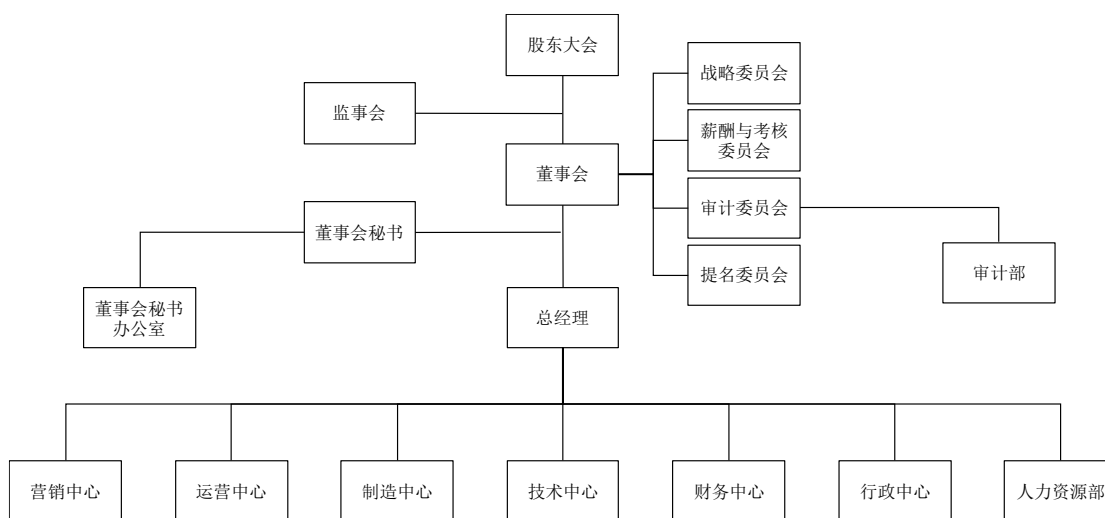 股东大会
战略委员会
监事会
薪酬与考核
委员会
董事会
审计委员会
董事会秘书
审计部
提名委员会
董事会秘书
办公室
总经理
营销中心
运营中心
制造中心
技术中心
财务中心
行政中心
人力资源部